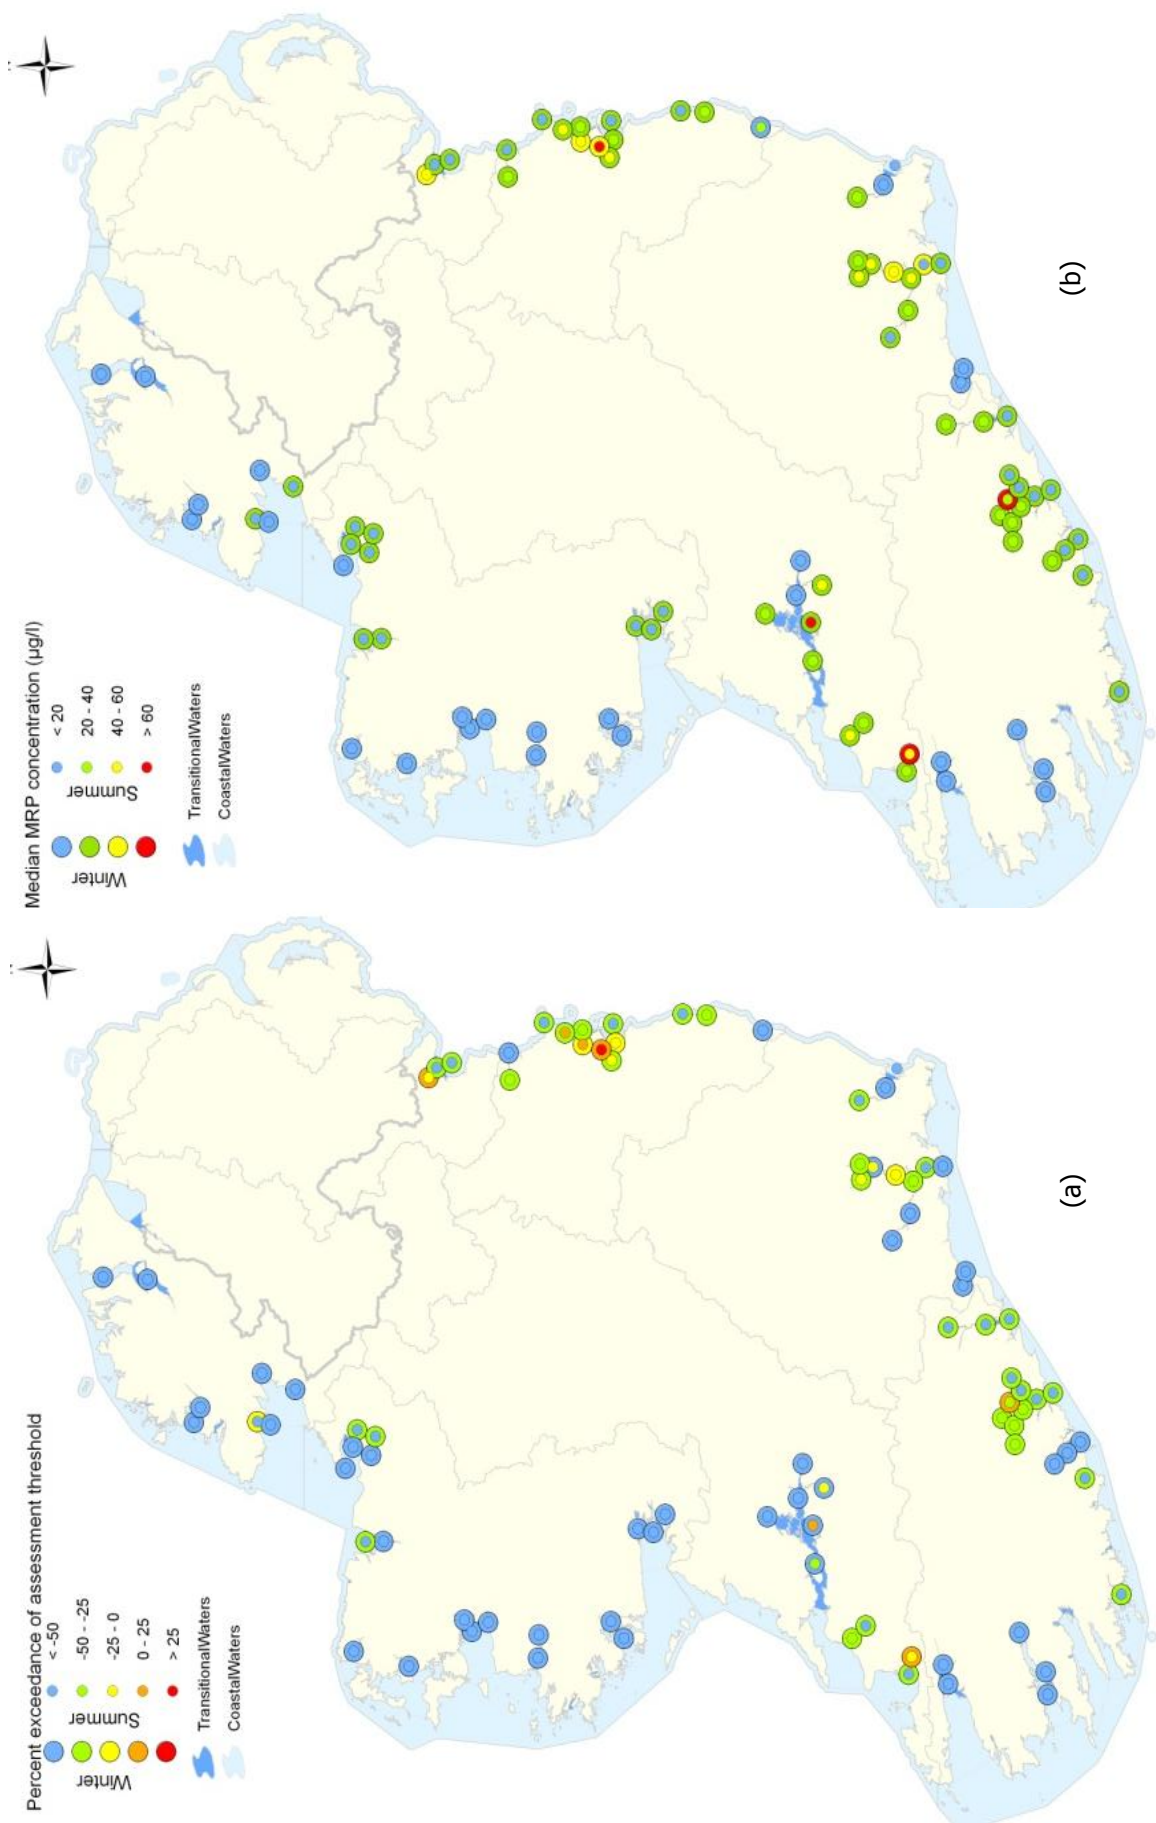 Percent exceedance of assessment threshold
Winter
Summer
< -50
-50 - -25
-25 - 0
0 - 25
> 25
TransitionalWaters
CoastalWaters
(a)
Median MRP concentration (µg/l)
Winter
Summer
< 20
20 - 40
40 - 60
> 60
TransitionalWaters
CoastalWaters
(b)